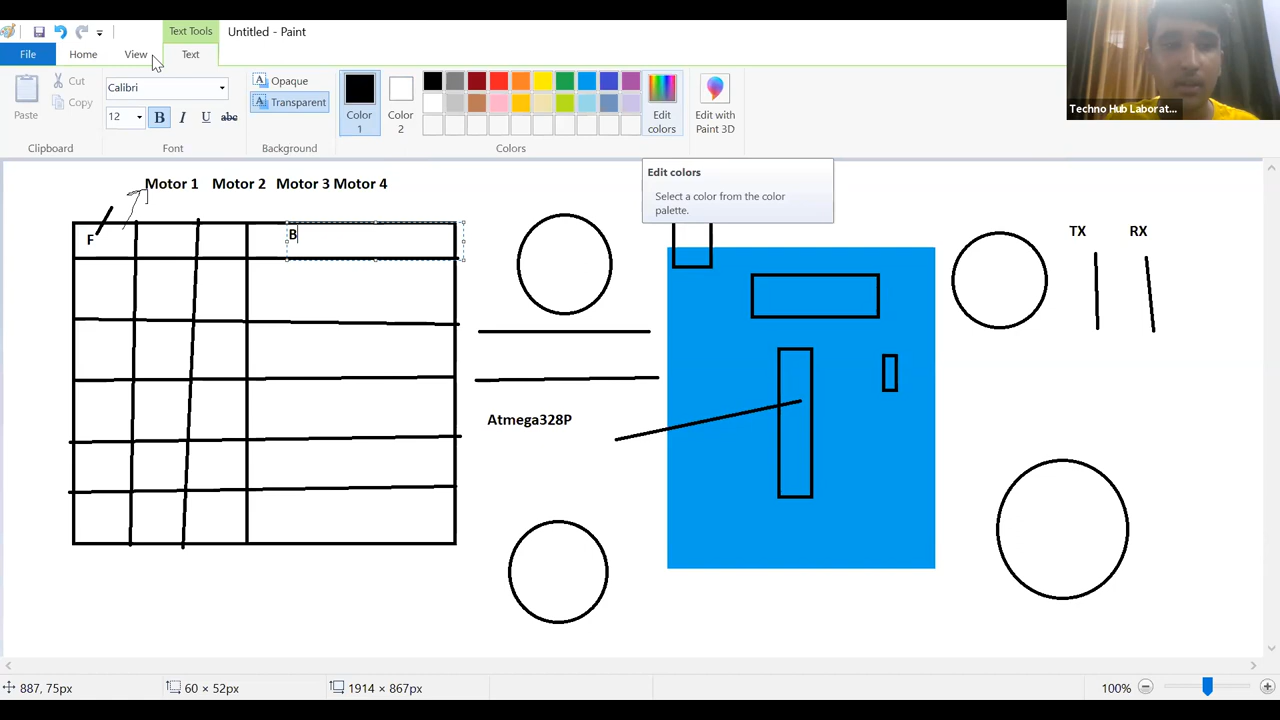 Text Tools
Untitled - Paint
File
Home
View
Text
Paste
Cut
Copy
Clipboard
Calibri
12
B
I
U
abc
Font
Opaque
Transparent
Background
Color 1
Color 2
Edit colors
Colors
Edit with Paint 3D
Techno Hub Laborat...
Edit colors
Select a color from the color
palette.
Motor 1 Motor 2 Motor 3 Motor 4
F
B
TX RX
Atmega328P
887, 75px
60 × 52px
1914 × 867px
100%